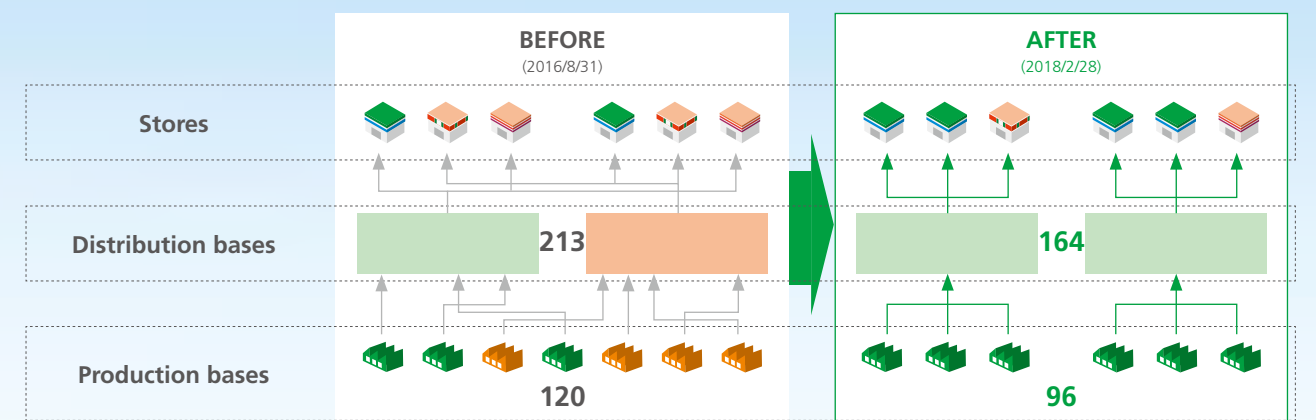 BEFORE
(2016/8/31)
AFTER
(2018/2/28)
Stores
Distribution bases
213
164
Production bases
120
96